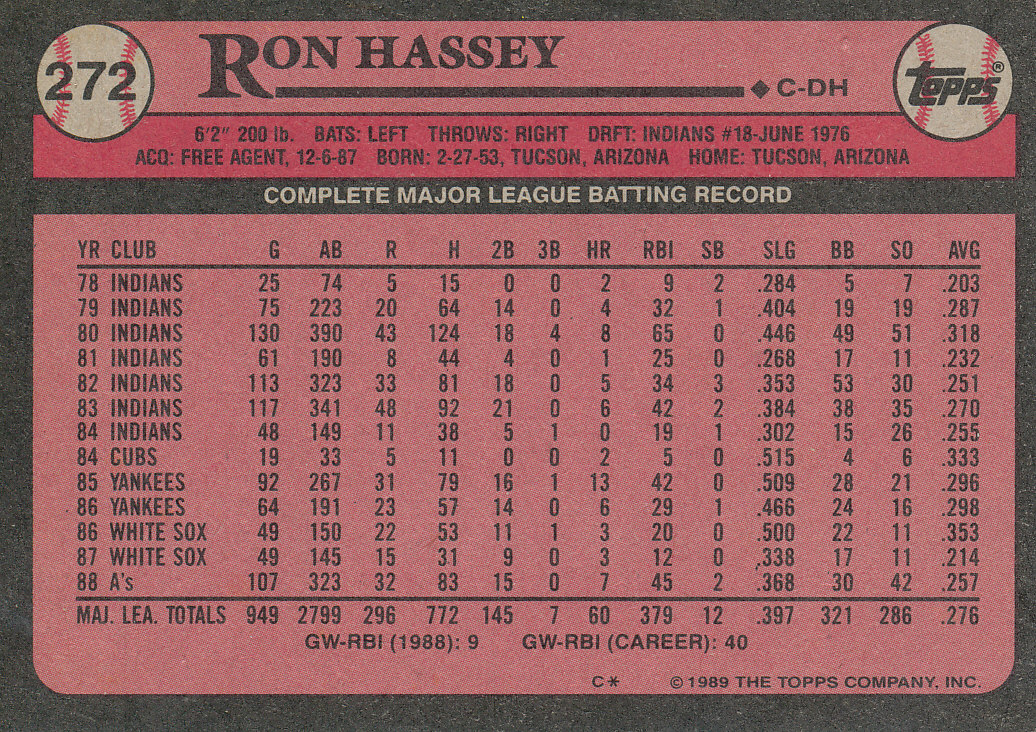 272
RON HASSEY
◆ C-DH
TOPPS®
6'2" 200 lb. BATS: LEFT THROWS: RIGHT DRFT: INDIANS #18-JUNE 1976
ACQ: FREE AGENT, 12-6-87 BORN: 2-27-53, TUCSON, ARIZONA HOME: TUCSON, ARIZONA
COMPLETE MAJOR LEAGUE BATTING RECORD
YR CLUB G AB R H 2B 3B HR RBI SB SLG BB SO AVG
78 INDIANS 25 74 5 15 0 0 2 9 2 .284 5 7 .203
79 INDIANS 75 223 20 64 14 0 4 32 1 .404 19 19 .287
80 INDIANS 130 390 43 124 18 4 8 65 0 .446 49 51 .318
81 INDIANS 61 190 8 44 4 0 1 25 0 .268 17 11 .232
82 INDIANS 113 323 33 81 18 0 5 34 3 .353 53 30 .251
83 INDIANS 117 341 48 92 21 0 6 42 2 .384 38 35 .270
84 INDIANS 48 149 11 38 5 1 0 19 1 .302 15 26 .255
84 CUBS 19 33 5 11 0 0 2 5 0 .515 4 6 .333
85 YANKEES 92 267 31 79 16 1 13 42 0 .509 28 21 .296
86 YANKEES 64 191 23 57 14 0 6 29 1 .466 24 16 .298
86 WHITE SOX 49 150 22 53 11 1 3 20 0 .500 22 11 .353
87 WHITE SOX 49 145 15 31 9 0 3 12 0 .338 17 11 .214
88 A's 107 323 32 83 15 0 7 45 2 .368 30 42 .257
MAJ. LEA. TOTALS 949 2799 296 772 145 7 60 379 12 .397 321 286 .276
GW-RBI (1988): 9 GW-RBI (CAREER): 40
C* © 1989 THE TOPPS COMPANY, INC.